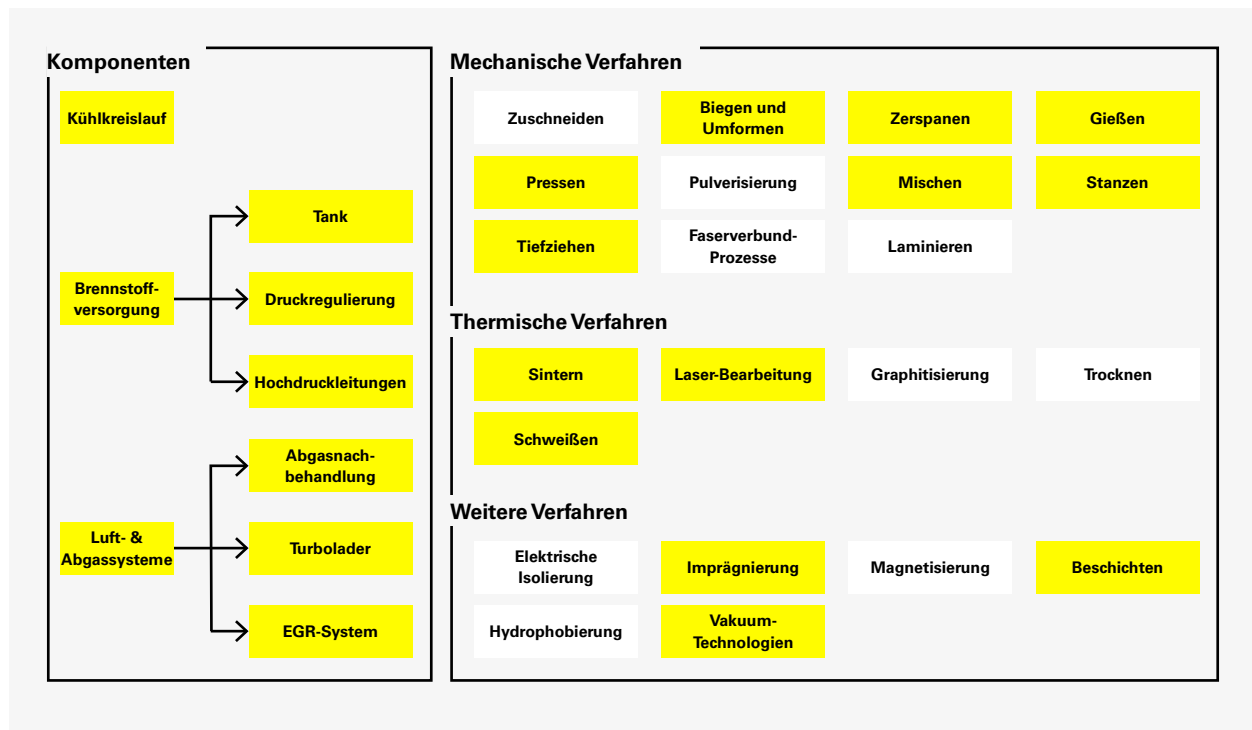 Komponenten
Kühlkreislauf
Tank
Brennstoff-
versorgung
Druckregulierung
Hochdruckleitungen
Abgasnach-
behandlung
Luft- &
Abgassysteme
Turbolader
EGR-System
Mechanische Verfahren
Zuschneiden
Biegen und
Umformen
Zerspanen
Gießen
Pressen
Pulverisierung
Mischen
Stanzen
Tiefziehen
Faserverbund-
Prozesse
Laminieren
Thermische Verfahren
Sintern
Laser-Bearbeitung
Graphitisierung
Trocknen
Schweißen
Weitere Verfahren
Elektrische
Isolierung
Imprägnierung
Magnetisierung
Beschichten
Hydrophobierung
Vakuum-
Technologien